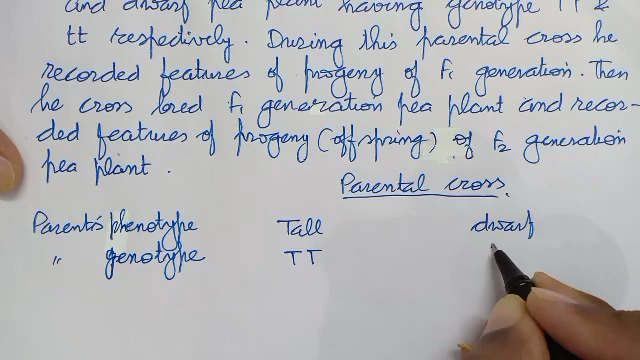 and dwarf pea plant having genotype TT &
tt respectively. During this parental cross he
recorded features of progeny of F1 generation. Then
he cross bred F1 generation pea plant and recor-
ded features of progeny (offspring) of F2 generation
pea plant.
Parental cross.
Parents phenotype Tall dwarf
" genotype TT